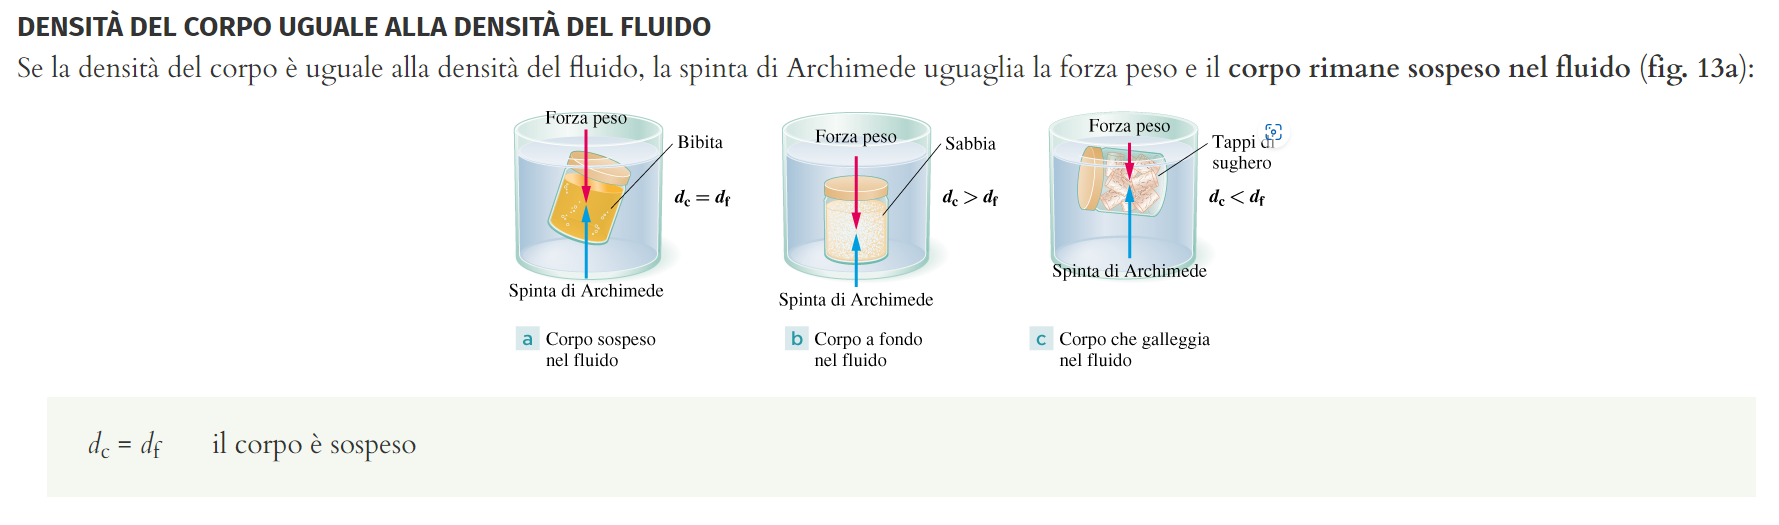 DENSITÀ DEL CORPO UGUALE ALLA DENSITÀ DEL FLUIDO
Se la densità del corpo è uguale alla densità del fluido, la spinta di Archimede uguaglia la forza peso e il corpo rimane sospeso nel fluido (fig. 13a):
Forza peso
Bibita
dc = df
Spinta di Archimede
a Corpo sospeso
nel fluido
Forza peso
Sabbia
dc > df
Spinta di Archimede
b Corpo a fondo
nel fluido
Forza peso
Tappi di
sughero
dc < df
Spinta di Archimede
c Corpo che galleggia
nel fluido
dc = df il corpo è sospeso